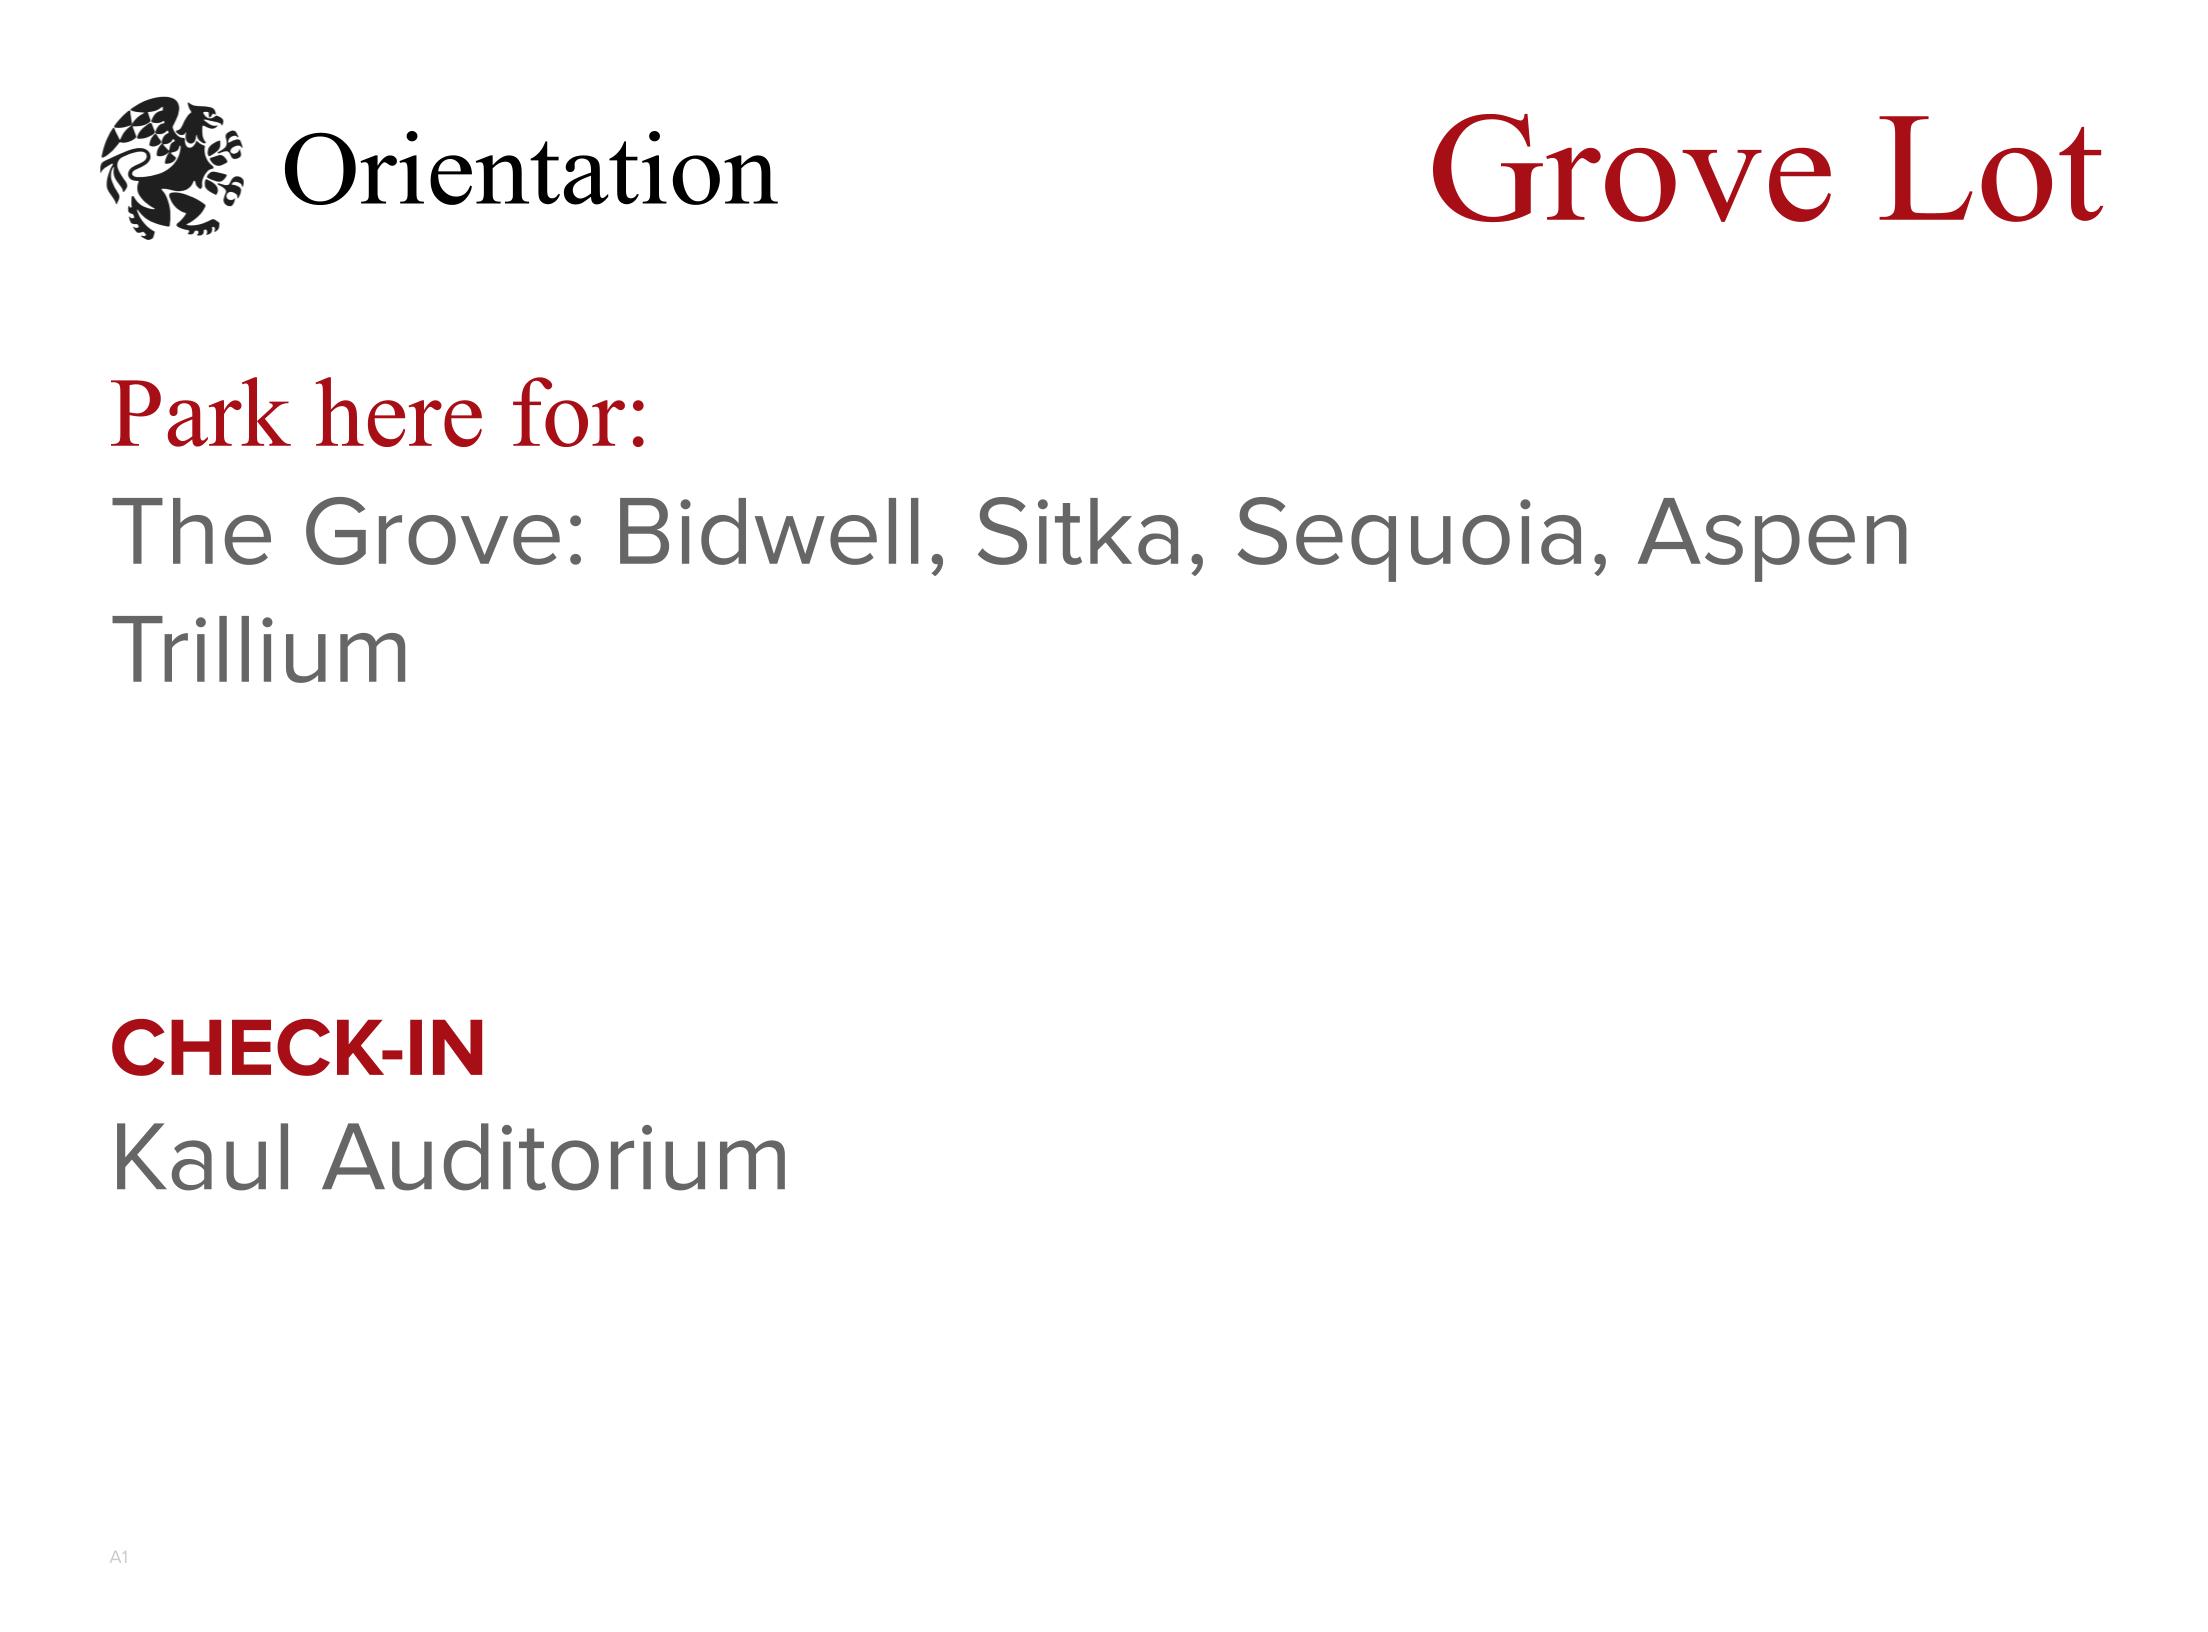 Orientation
Grove Lot
Park here for:
The Grove: Bidwell, Sitka, Sequoia, Aspen
Trillium
CHECK-IN
Kaul Auditorium
A1